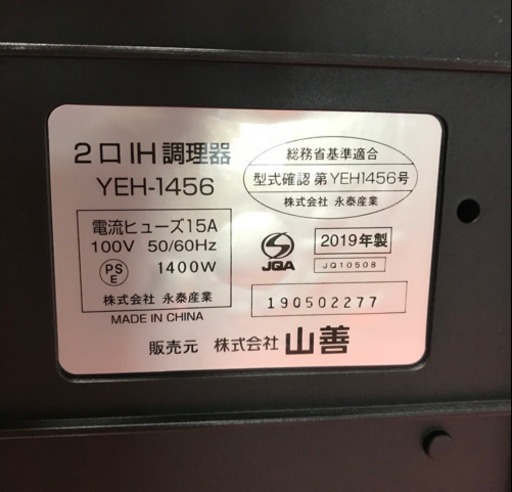 2口IH調理器
YEH-1456
総務省基準適合
型式確認 第YEH1456号
株式会社 永泰産業
電流ヒューズ15A
100V 50/60Hz
PS
E
1400W
株式会社 永泰産業
MADE IN CHINA
JQA
2019年製
JQ10508
190502277
販売元 株式会社 山善